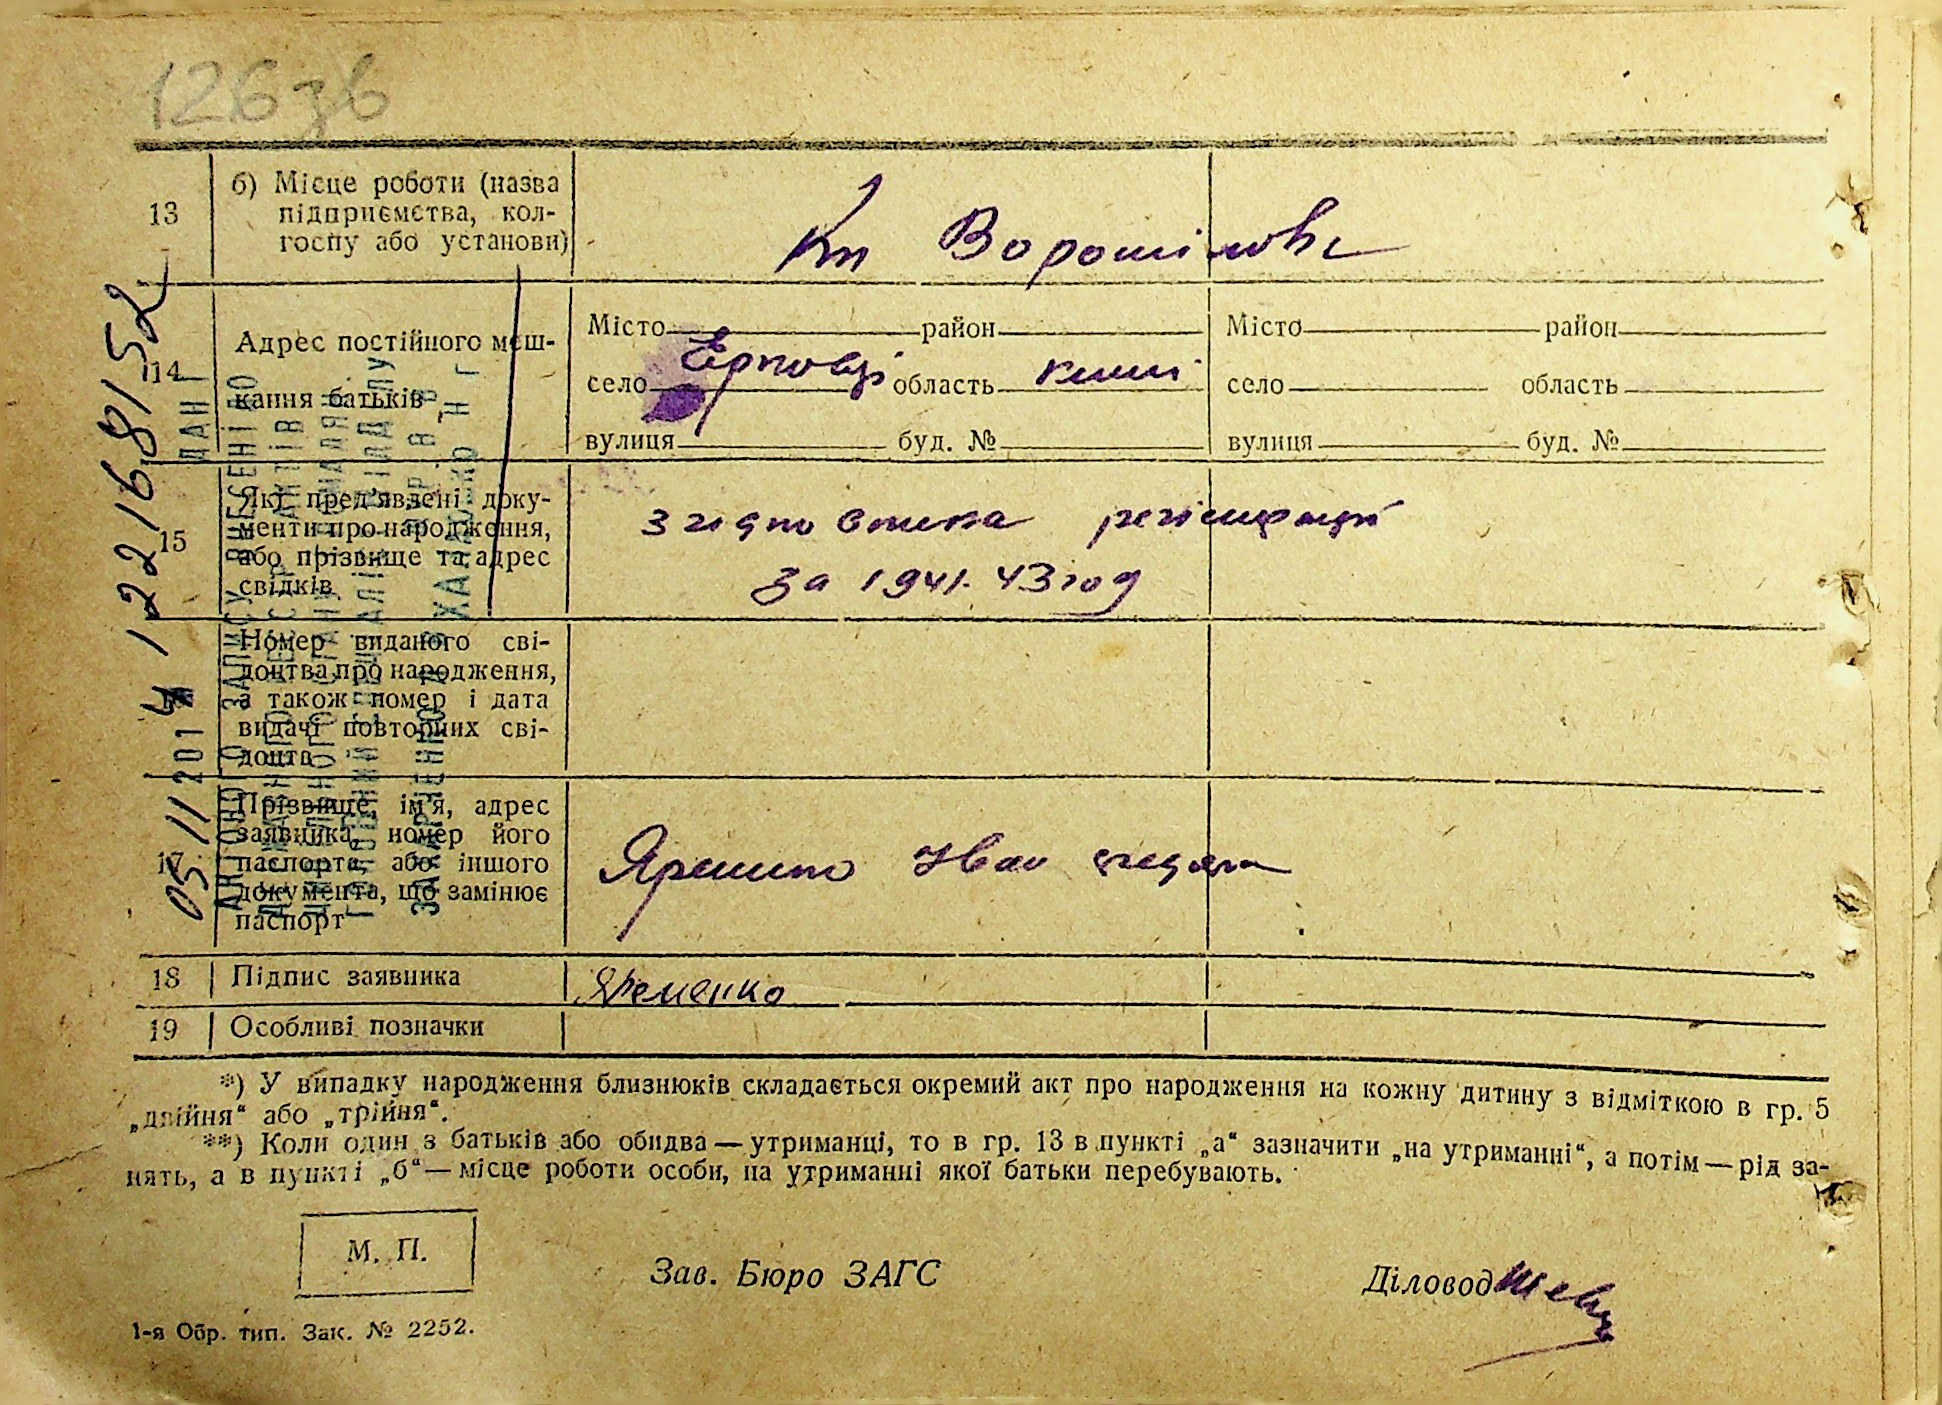 126 зв
13
б) Місце роботи (назва
підприємства, кол-
госпу або установи)
Кп Ворошилова
14
Адрес постійного меш-
кання батьків
Місто район
село область
вулиця буд. №
Місто район
село область
вулиця буд. №
15
Які пред'явлені доку-
менти про народження,
або прізвище та адрес
свідків
згідно списка регістрації
за 1941-43 год
Номер виданого сві-
доцтва про народження,
а також номер і дата
видачі повторних сві-
доцтв
17
Прізвище, ім'я, адрес
заявника, номер його
паспорта, або іншого
документа, що замінює
паспорт
Яременко Іван
18 Підпис заявника
Яременко
19 Особливі позначки
*) У випадку народження близнюків складається окремий акт про народження на кожну дитину з відміткою в гр. 5
„двійня“ або „трійня“.
**) Коли один з батьків або обидва — утриманці, то в гр. 13 в пункті „а“ зазначити „на утриманні“, а потім — рід за-
нять, а в пункті „б“ — місце роботи особи, на утриманні якої батьки перебувають.
М. П.
Зав. Бюро ЗАГС
Діловод
1-я Обр. тип. Зак. № 2252.
05 11 2014 12216 8152